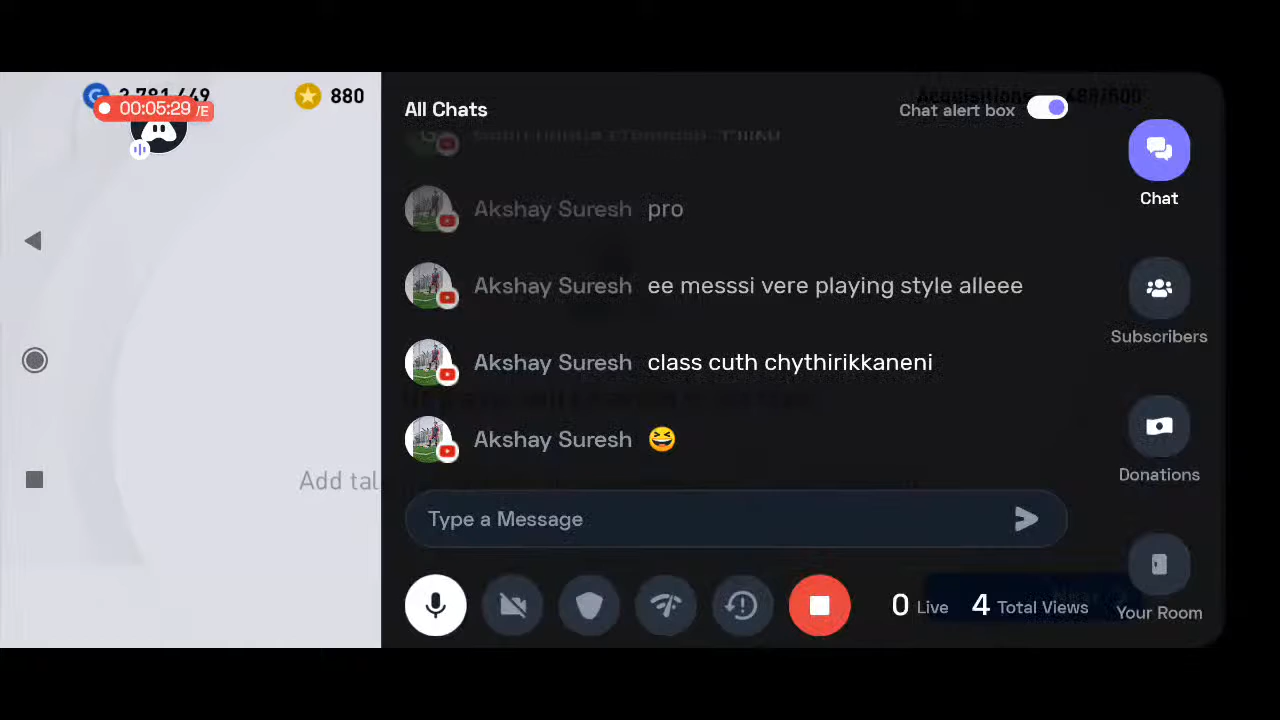 00:05:29
/E
880
All Chats
Chat alert box
Akshay Suresh pro
Akshay Suresh ee messsi vere playing style alleee
Akshay Suresh class cuth chythirikkaneni
Akshay Suresh 😆
Add tal
Type a Message
0 Live 4 Total Views
Chat
Subscribers
Donations
Your Room